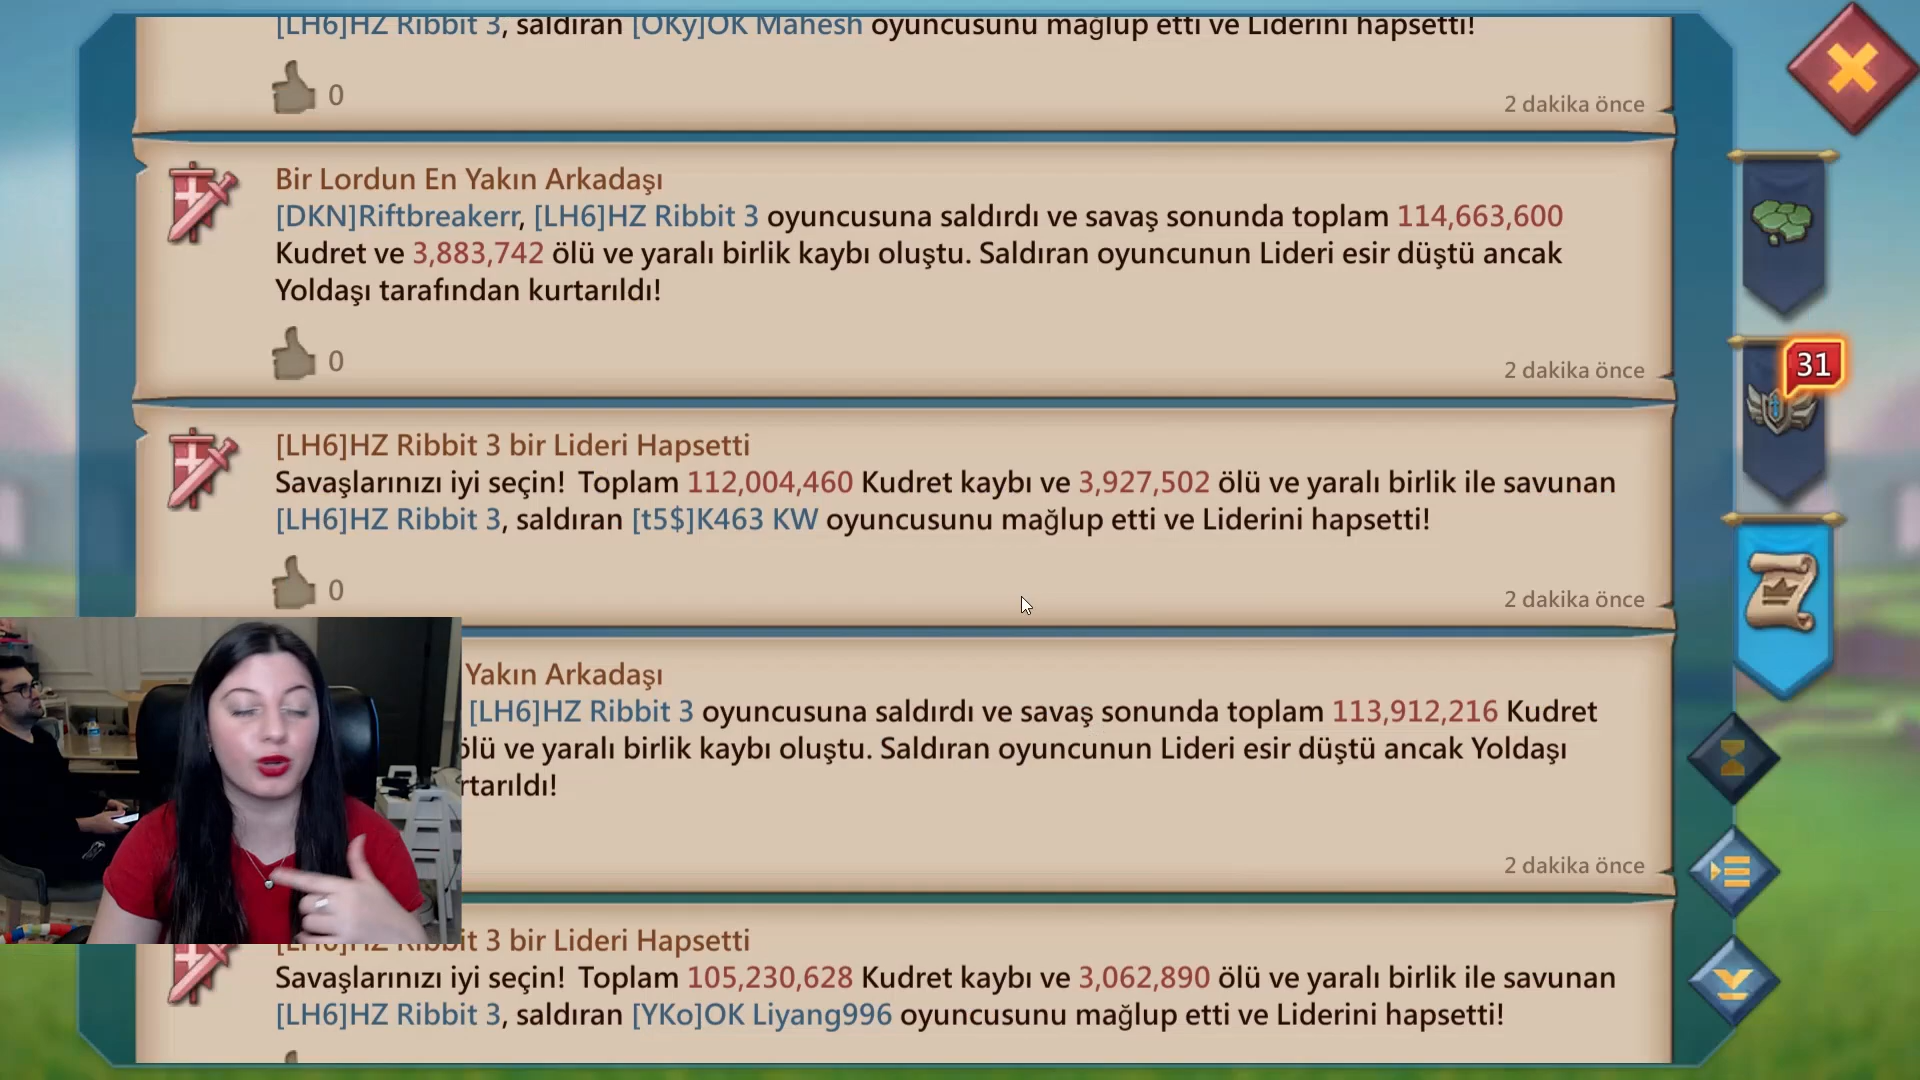 [LH6]HZ Ribbit 3, saldıran [OKy]OK Mahesh oyuncusunu mağlup etti ve Liderini hapsetti!
0
2 dakika önce
Bir Lordun En Yakın Arkadaşı
[DKN]Riftbreakerr, [LH6]HZ Ribbit 3 oyuncusuna saldırdı ve savaş sonunda toplam 114,663,600
Kudret ve 3,883,742 ölü ve yaralı birlik kaybı oluştu. Saldıran oyuncunun Lideri esir düştü ancak
Yoldaşı tarafından kurtarıldı!
0
2 dakika önce
31
[LH6]HZ Ribbit 3 bir Lideri Hapsetti
Savaşlarınızı iyi seçin! Toplam 112,004,460 Kudret kaybı ve 3,927,502 ölü ve yaralı birlik ile savunan
[LH6]HZ Ribbit 3, saldıran [t5$]K463 KW oyuncusunu mağlup etti ve Liderini hapsetti!
0
2 dakika önce
Yakın Arkadaşı
[LH6]HZ Ribbit 3 oyuncusuna saldırdı ve savaş sonunda toplam 113,912,216 Kudret
ölü ve yaralı birlik kaybı oluştu. Saldıran oyuncunun Lideri esir düştü ancak Yoldaşı
rtarıldı!
2 dakika önce
[LH6]HZ Ribbit 3 bir Lideri Hapsetti
Savaşlarınızı iyi seçin! Toplam 105,230,628 Kudret kaybı ve 3,062,890 ölü ve yaralı birlik ile savunan
[LH6]HZ Ribbit 3, saldıran [YKo]OK Liyang996 oyuncusunu mağlup etti ve Liderini hapsetti!